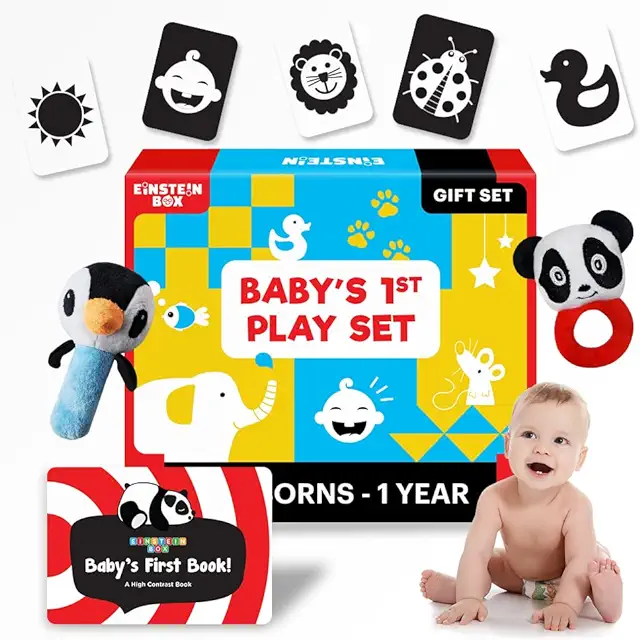 EINSTEIN
EINSTEIN
BOX
GIFT SET
BABY'S 1ST
PLAY SET
ORNS - 1 YEAR
EINSTEIN
BOX
Baby's First Book!
A High Contrast Book